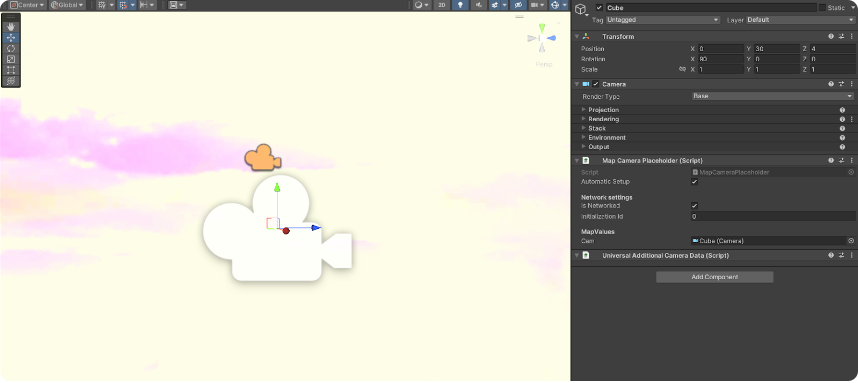 Center Global 2D
Persp
Cube Static
Tag Untagged Layer Default
Transform
Position X 0 Y 30 Z 4
Rotation X 90 Y 0 Z 0
Scale X 1 Y 1 Z 1
Camera
Render Type Base
Projection
Rendering
Stack
Environment
Output
Map Camera Placeholder (Script)
Script MapCameraPlaceholder
Automatic Setup
Network settings
Is Networked
Initialization Id 0
MapValues
Cam Cube (Camera)
Universal Additional Camera Data (Script)
Add Component